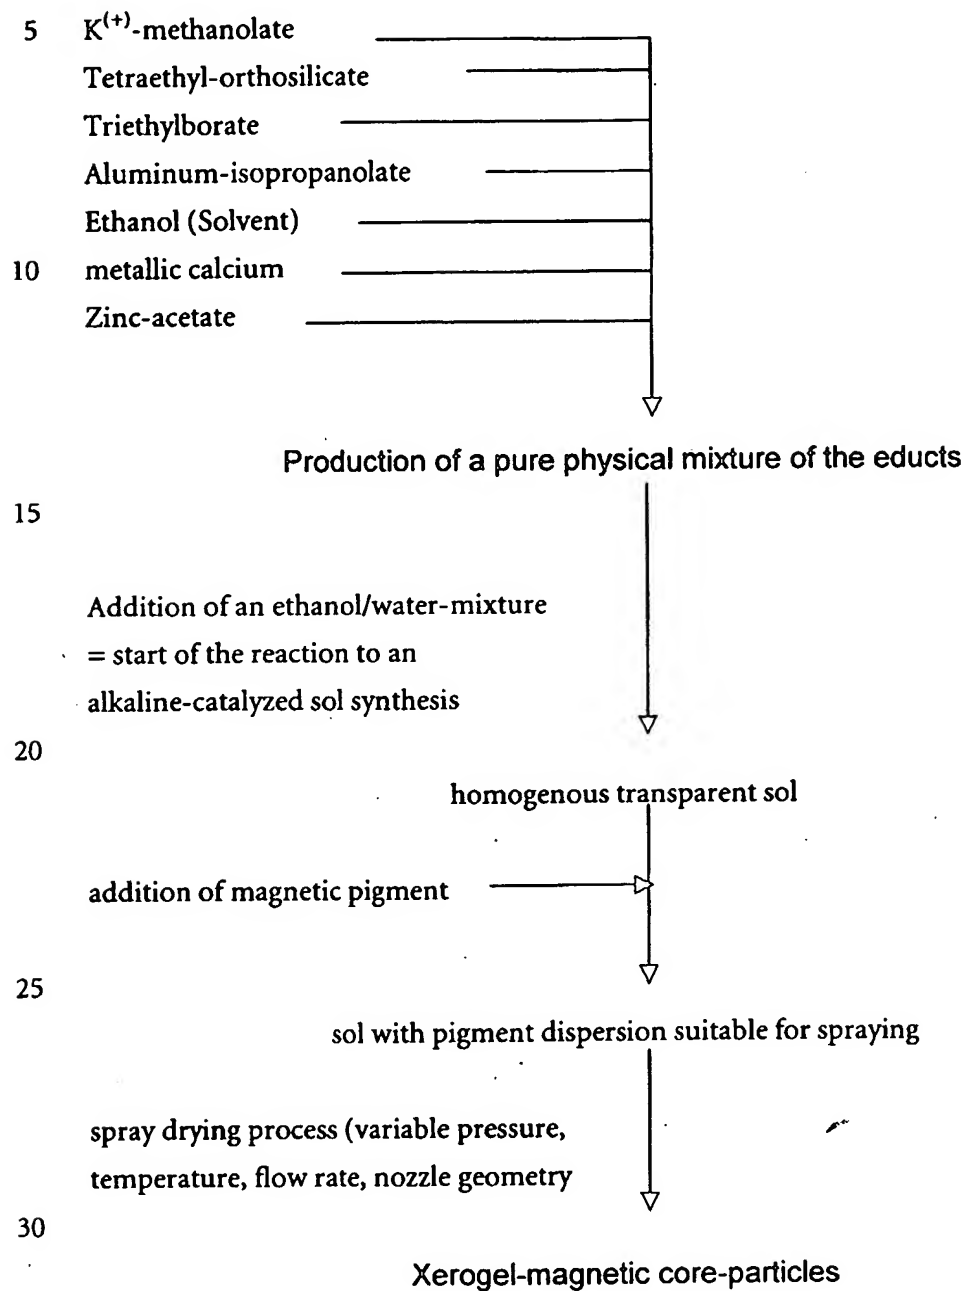 5 K(+)-methanolate
Tetraethyl-orthosilicate
Triethylborate
Aluminum-isopropanolate
Ethanol (Solvent)
10 metallic calcium
Zinc-acetate
Production of a pure physical mixture of the educts
15
Addition of an ethanol/water-mixture
= start of the reaction to an
alkaline-catalyzed sol synthesis
20
homogenous transparent sol
addition of magnetic pigment
25
sol with pigment dispersion suitable for spraying
spray drying process (variable pressure,
temperature, flow rate, nozzle geometry
30
Xerogel-magnetic core-particles